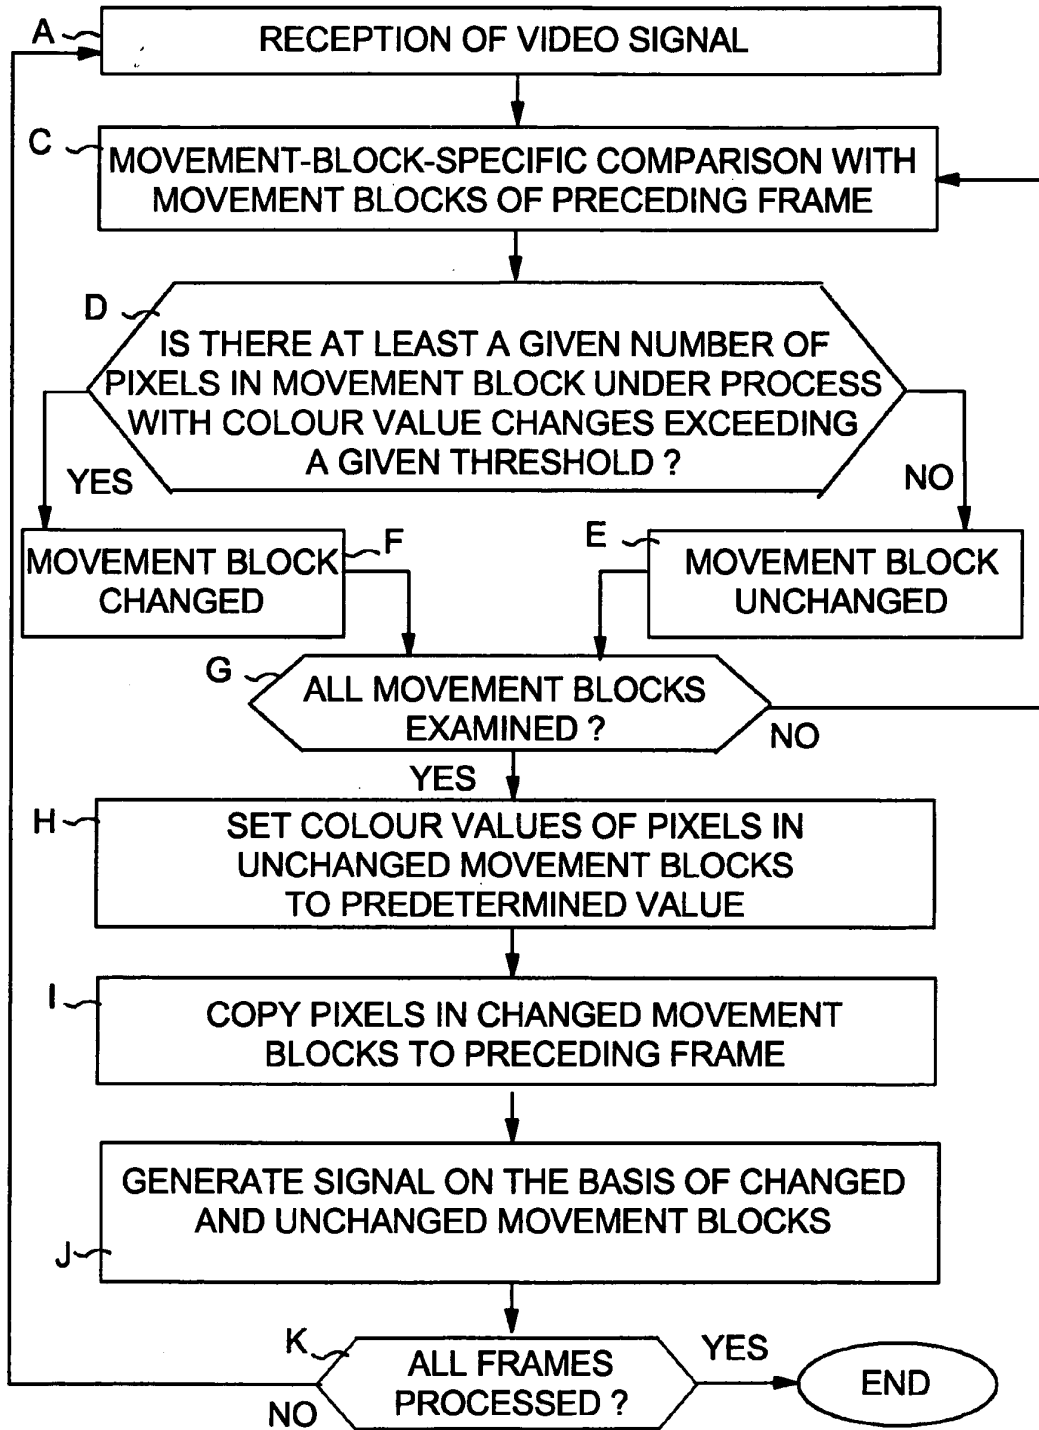 A
RECEPTION OF VIDEO SIGNAL
C
MOVEMENT-BLOCK-SPECIFIC COMPARISON WITH
MOVEMENT BLOCKS OF PRECEDING FRAME
D
IS THERE AT LEAST A GIVEN NUMBER OF
PIXELS IN MOVEMENT BLOCK UNDER PROCESS
WITH COLOUR VALUE CHANGES EXCEEDING
A GIVEN THRESHOLD ?
YES
NO
F
MOVEMENT BLOCK
CHANGED
E
MOVEMENT BLOCK
UNCHANGED
G
ALL MOVEMENT BLOCKS
EXAMINED ?
NO
YES
H
SET COLOUR VALUES OF PIXELS IN
UNCHANGED MOVEMENT BLOCKS
TO PREDETERMINED VALUE
I
COPY PIXELS IN CHANGED MOVEMENT
BLOCKS TO PRECEDING FRAME
GENERATE SIGNAL ON THE BASIS OF CHANGED
AND UNCHANGED MOVEMENT BLOCKS
J
K
ALL FRAMES
PROCESSED ?
YES
END
NO